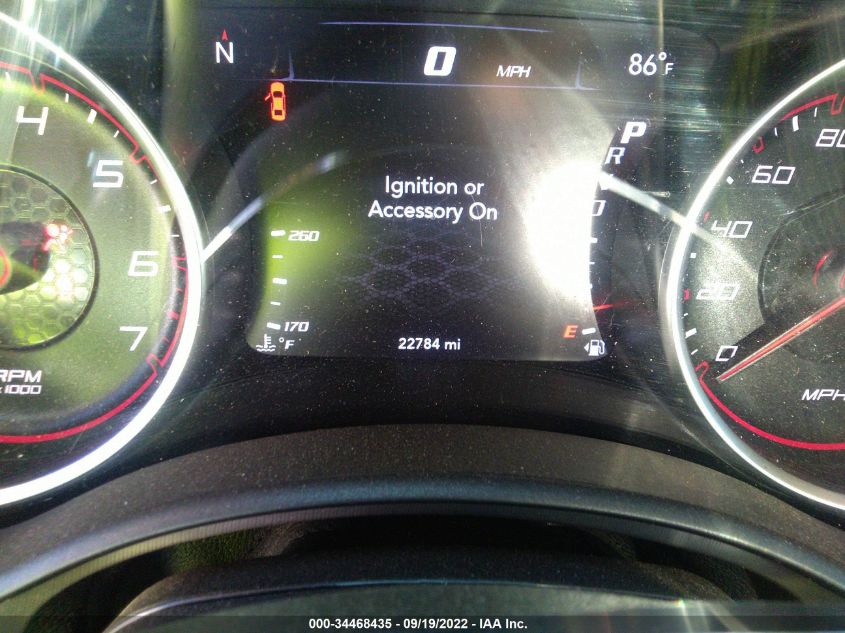 N
0 MPH
86°F
P
R
Ignition or
Accessory On
260
170
°F
22784 mi
E
4
5
6
7
RPM
x1000
80
60
40
20
0
MPH
000-34468435 - 09/19/2022 - IAA Inc.